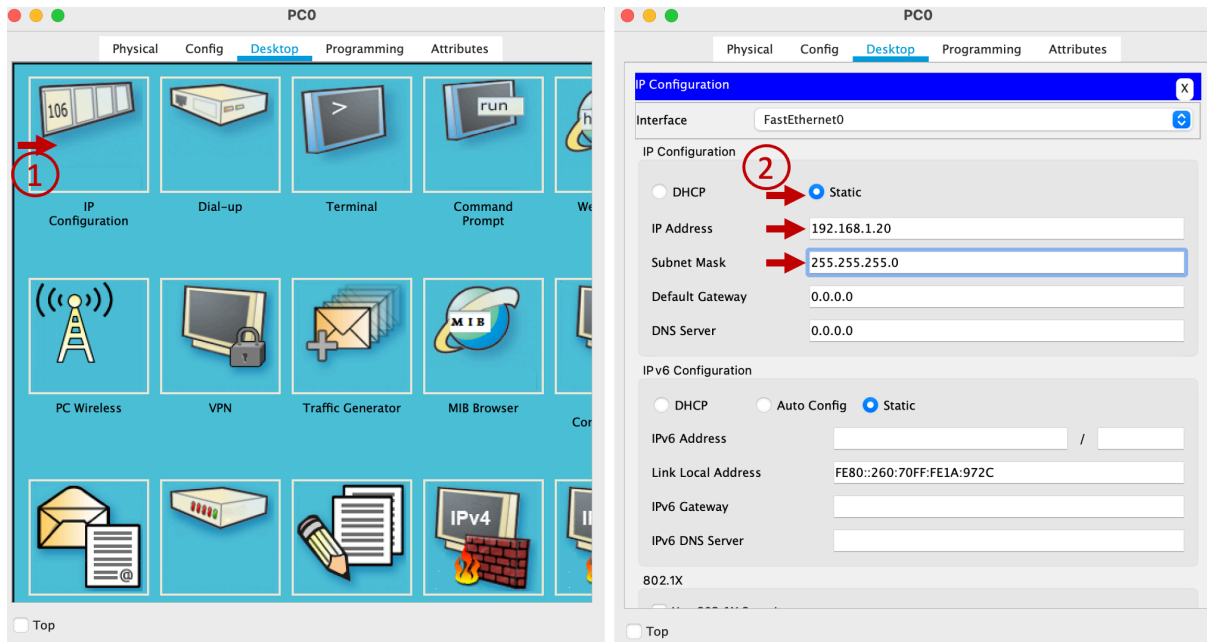 PC0
Physical Config Desktop Programming Attributes
106
>
run
h
1
IP
Configuration
Dial-up
Terminal
Command
Prompt
We
MIB
PC Wireless
VPN
Traffic Generator
MIB Browser
Cor
@
IPv4
I
Top
PC0
Physical Config Desktop Programming Attributes
IP Configuration
X
Interface FastEthernet0
IP Configuration
2
DHCP Static
IP Address 192.168.1.20
Subnet Mask 255.255.255.0
Default Gateway 0.0.0.0
DNS Server 0.0.0.0
IPv6 Configuration
DHCP Auto Config Static
IPv6 Address /
Link Local Address FE80::260:70FF:FE1A:972C
IPv6 Gateway
IPv6 DNS Server
802.1X
Top